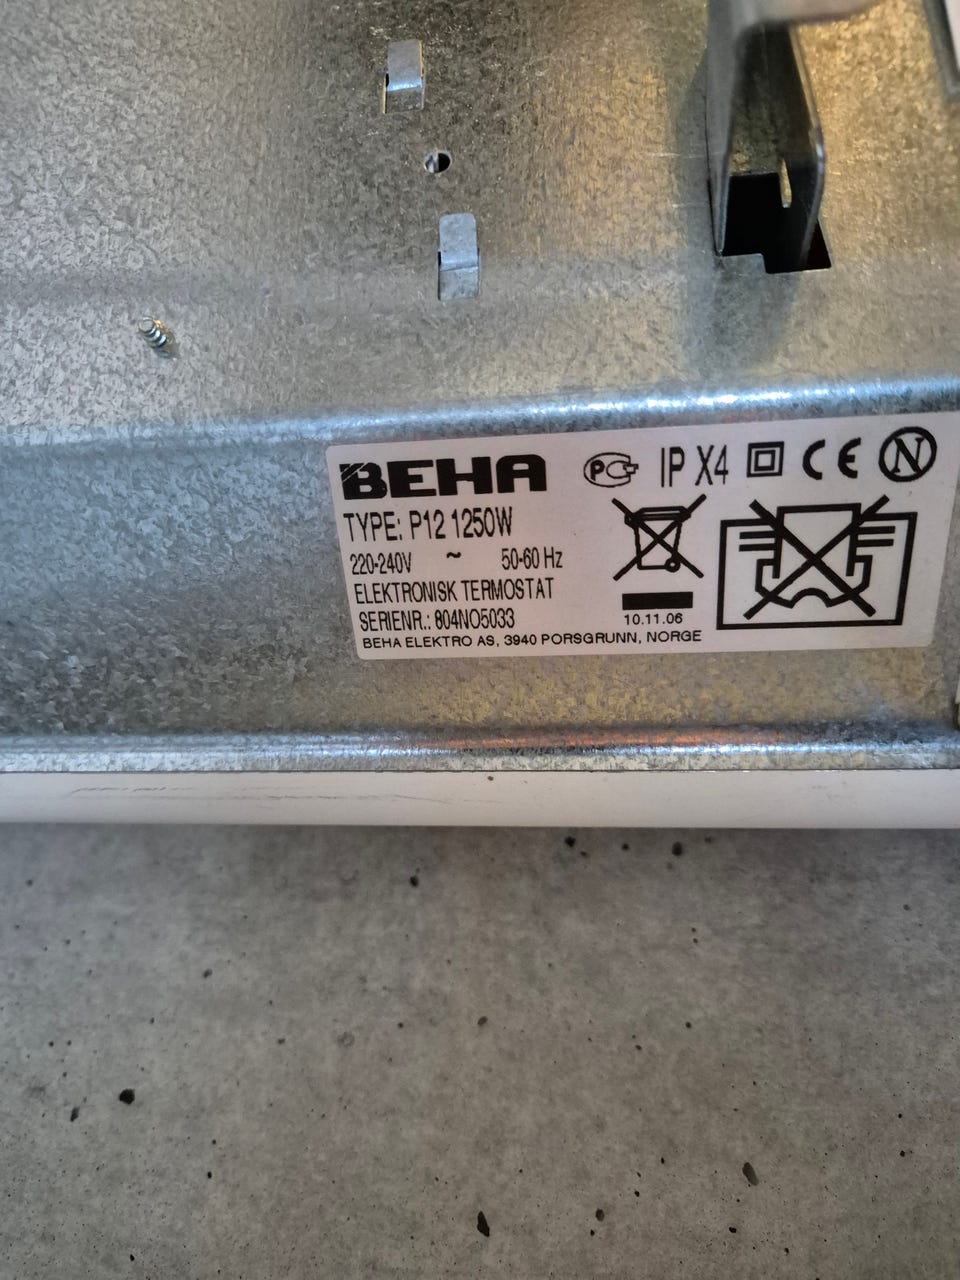 BEHA
PG IP X4 CE N
TYPE: P12 1250W
220-240V ~ 50-60 Hz
ELEKTRONISK TERMOSTAT
SERIENR.: 804NO5033
10.11.06
BEHA ELEKTRO AS, 3940 PORSGRUNN, NORGE